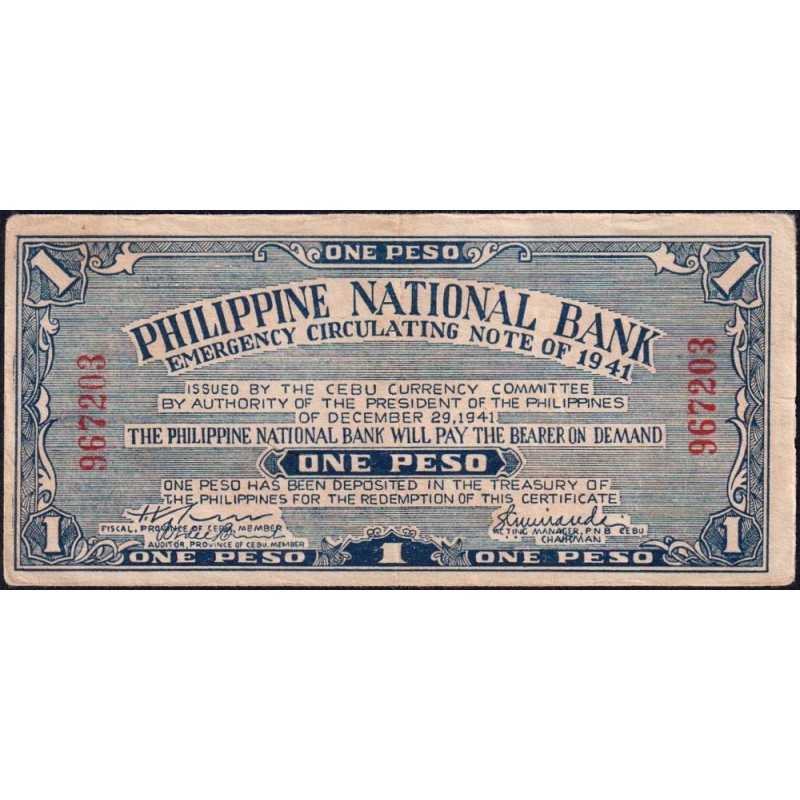 1 ONE PESO 1
PHILIPPINE NATIONAL BANK
EMERGENCY CIRCULATING NOTE OF 1941
ISSUED BY THE CEBU CURRENCY COMMITTEE
BY AUTHORITY OF THE PRESIDENT OF THE PHILIPPINES
OF DECEMBER 29, 1941.
THE PHILIPPINE NATIONAL BANK WILL PAY THE BEARER ON DEMAND
967203
967203
ONE PESO
ONE PESO HAS BEEN DEPOSITED IN THE TREASURY OF
THE PHILIPPINES FOR THE REDEMPTION OF THIS CERTIFICATE
FISCAL, PROVINCE OF CEBU, MEMBER
AUDITOR, PROVINCE OF CEBU, MEMBER
ACTING MANAGER, P N B CEBU
CHAIRMAN
1 ONE PESO 1 ONE PESO 1